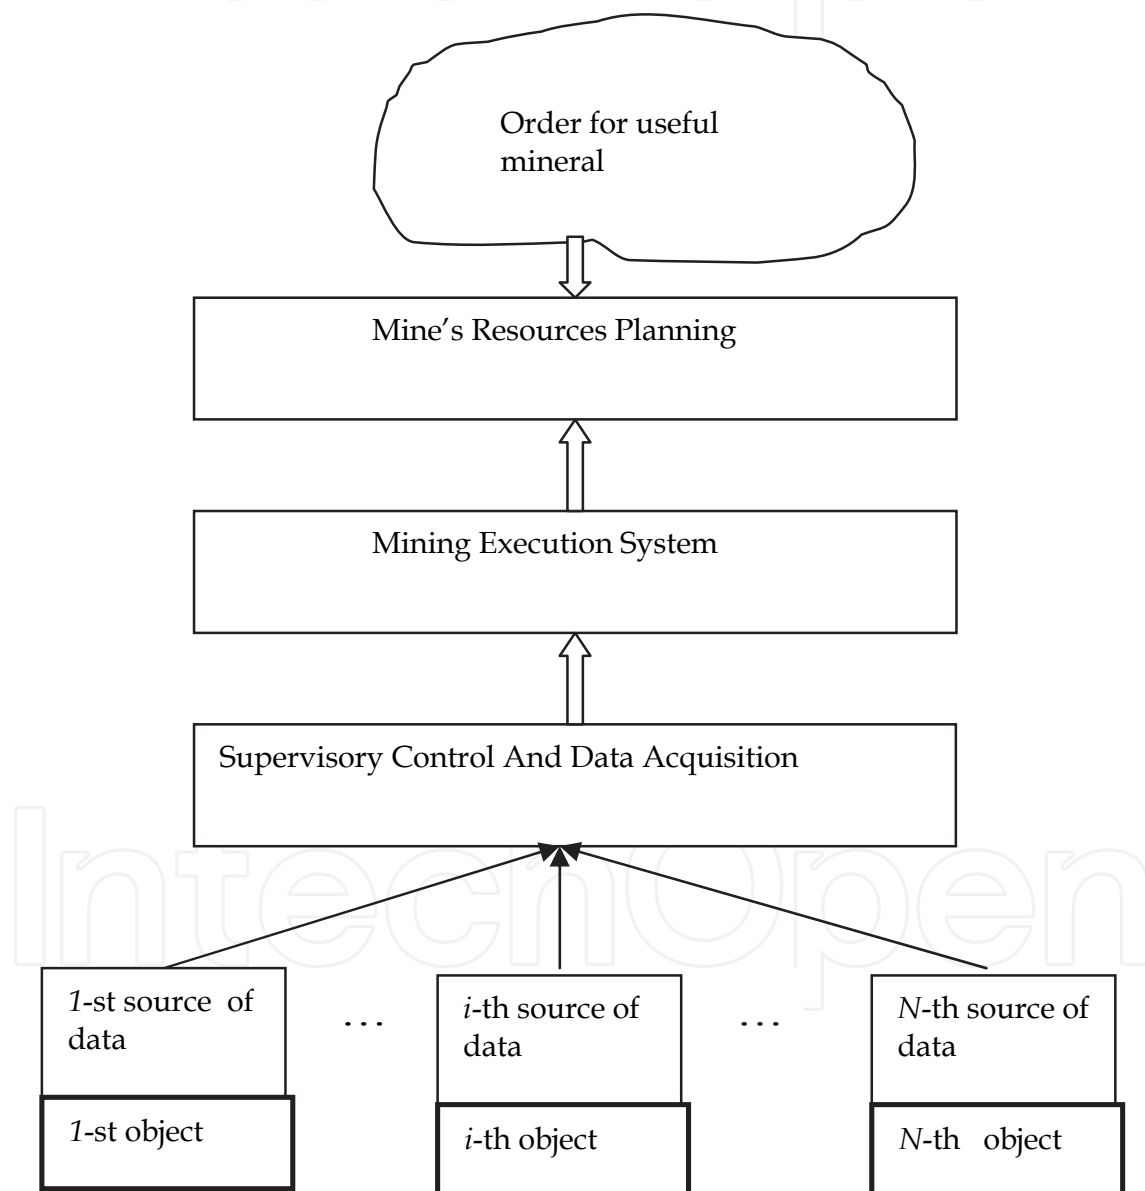 Order for useful
mineral
Mine's Resources Planning
Mining Execution System
Supervisory Control And Data Acquisition
1-st source of
data
...
i-th source of
data
...
N-th source of
data
1-st object
i-th object
N-th object
IntechOpen